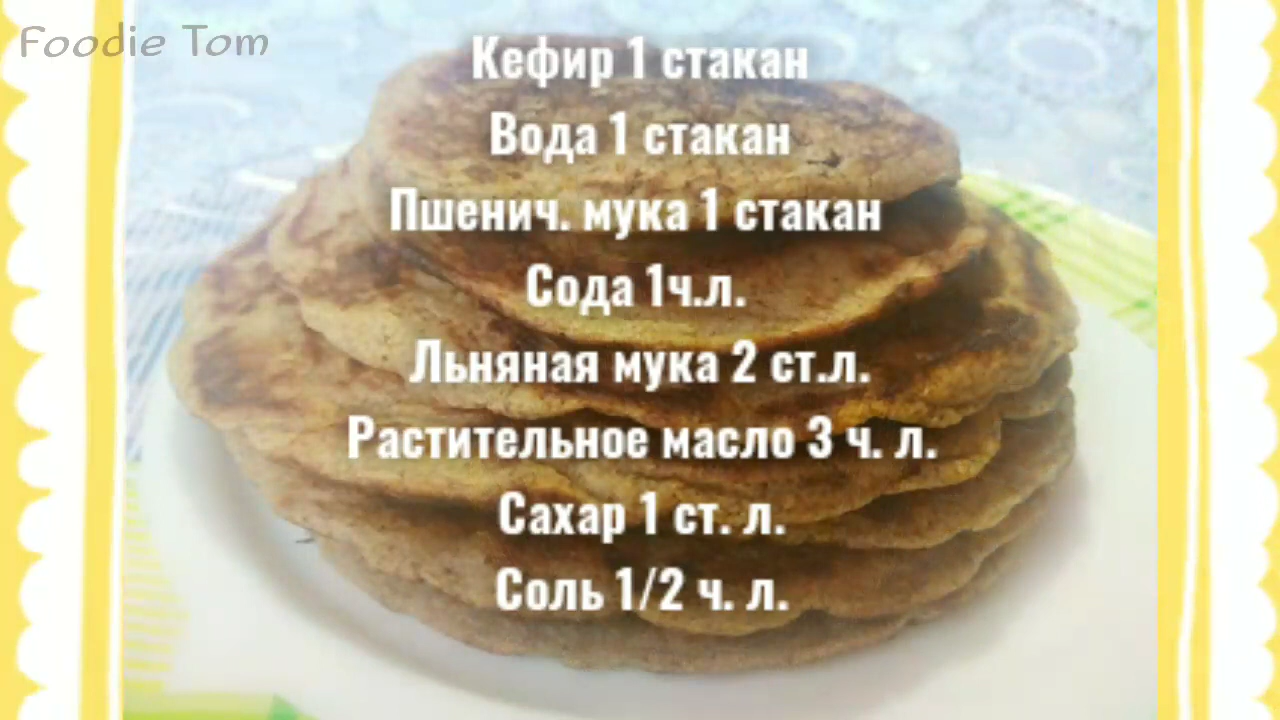 Foodie Tom
Кефир 1 стакан
Вода 1 стакан
Пшенич. мука 1 стакан
Сода 1ч.л.
Льняная мука 2 ст.л.
Растительное масло 3 ч. л.
Сахар 1 ст. л.
Соль 1/2 ч. л.